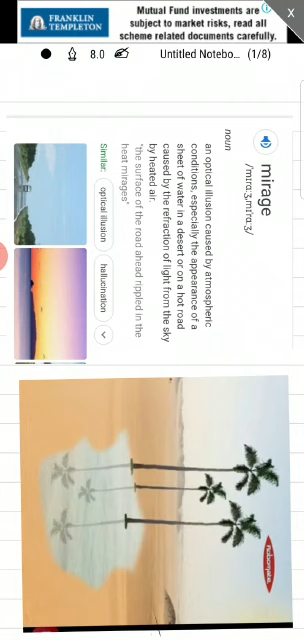 FRANKLIN
TEMPLETON
Mutual Fund investments are
subject to market risks, read all
scheme related documents carefully.
X
8.0
Untitled Notebo... (1/8)
mirage
/ˈmɪrɑːʒ,mɪˈrɑːʒ/
noun
an optical illusion caused by atmospheric
conditions, especially the appearance of a
sheet of water in a desert or on a hot road
caused by the refraction of light from the sky
by heated air.
"the surface of the road ahead rippled in the
heat mirages"
Similar:
optical illusion
hallucination